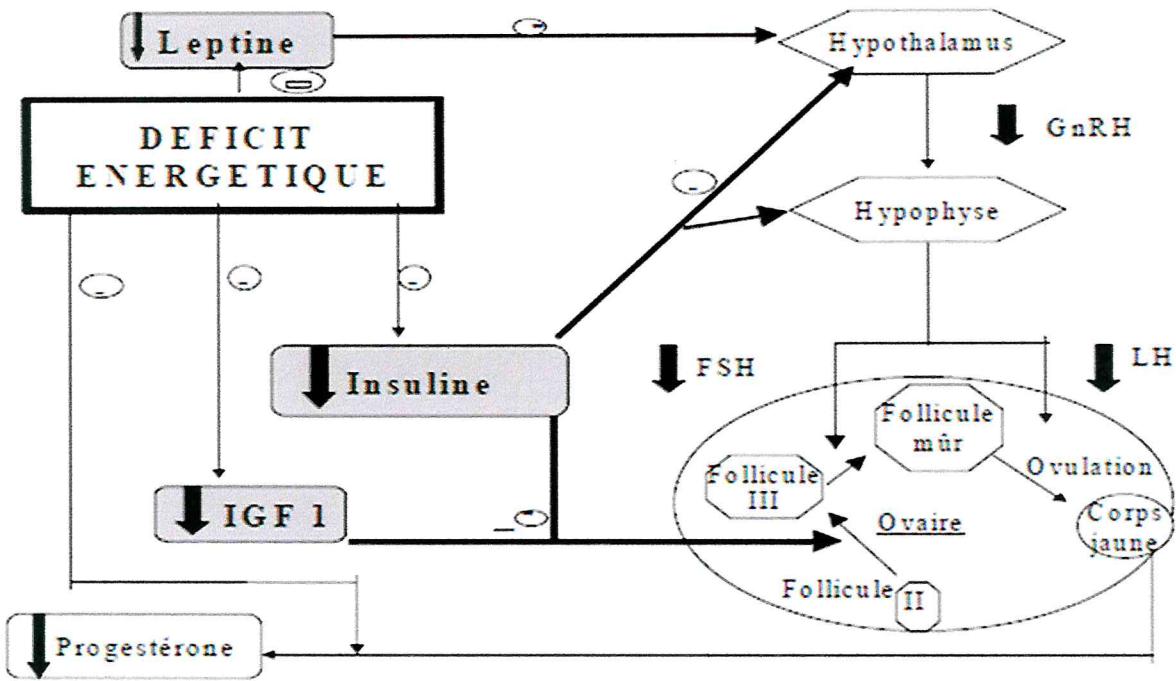 Leptine
Hypothalamus
DEFICIT
ENERGETIQUE
GnRH
Hypophyse
Insuline
FSH
LH
Follicule
mûr
Follicule
III
Ovulation
IGF 1
Ovaire
Corps
jaune
Follicule II
Progestérone